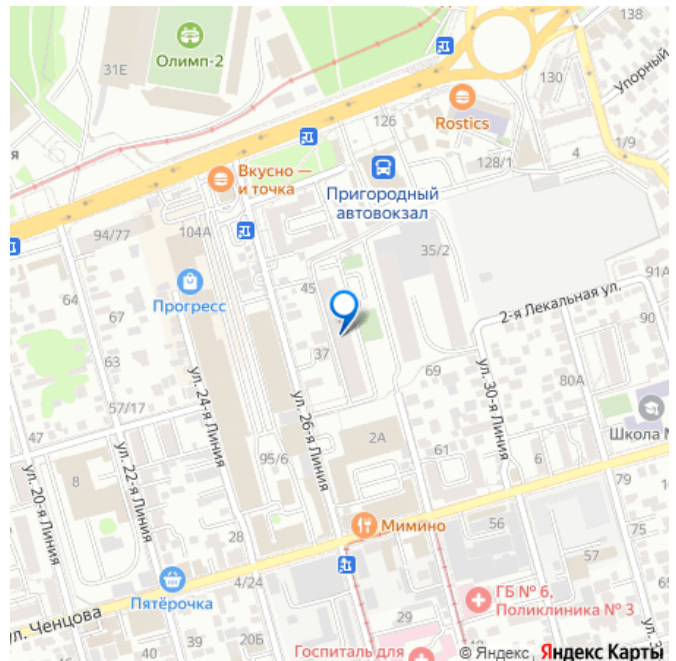 138
31Е
Олимп-2
Rostics
130
Упорный
126
1/9
я
Вкусно —
и точка
128/1
4
Пригородный
автовокзал
94/77
104А
35/2
91А
64
Прогресс
45
2-я Лекальная ул.
67
90
37
63
69
80А
57/17
ул. 24-я Линия
ул. 26-я Линия
ул. 30-я Линия
47
2А
Школа №
ул. 20-я Линия
ул. 22-я Линия
8
95/6
61
6
79
Мимино
56
28
75
57
4/24
Пятёрочка
ГБ № 6,
Поликлиника № 3
65
ул. Ченцова
29
20Б
40
39
Госпиталь для
ул. 3
© Яндекс Яндекс Карты